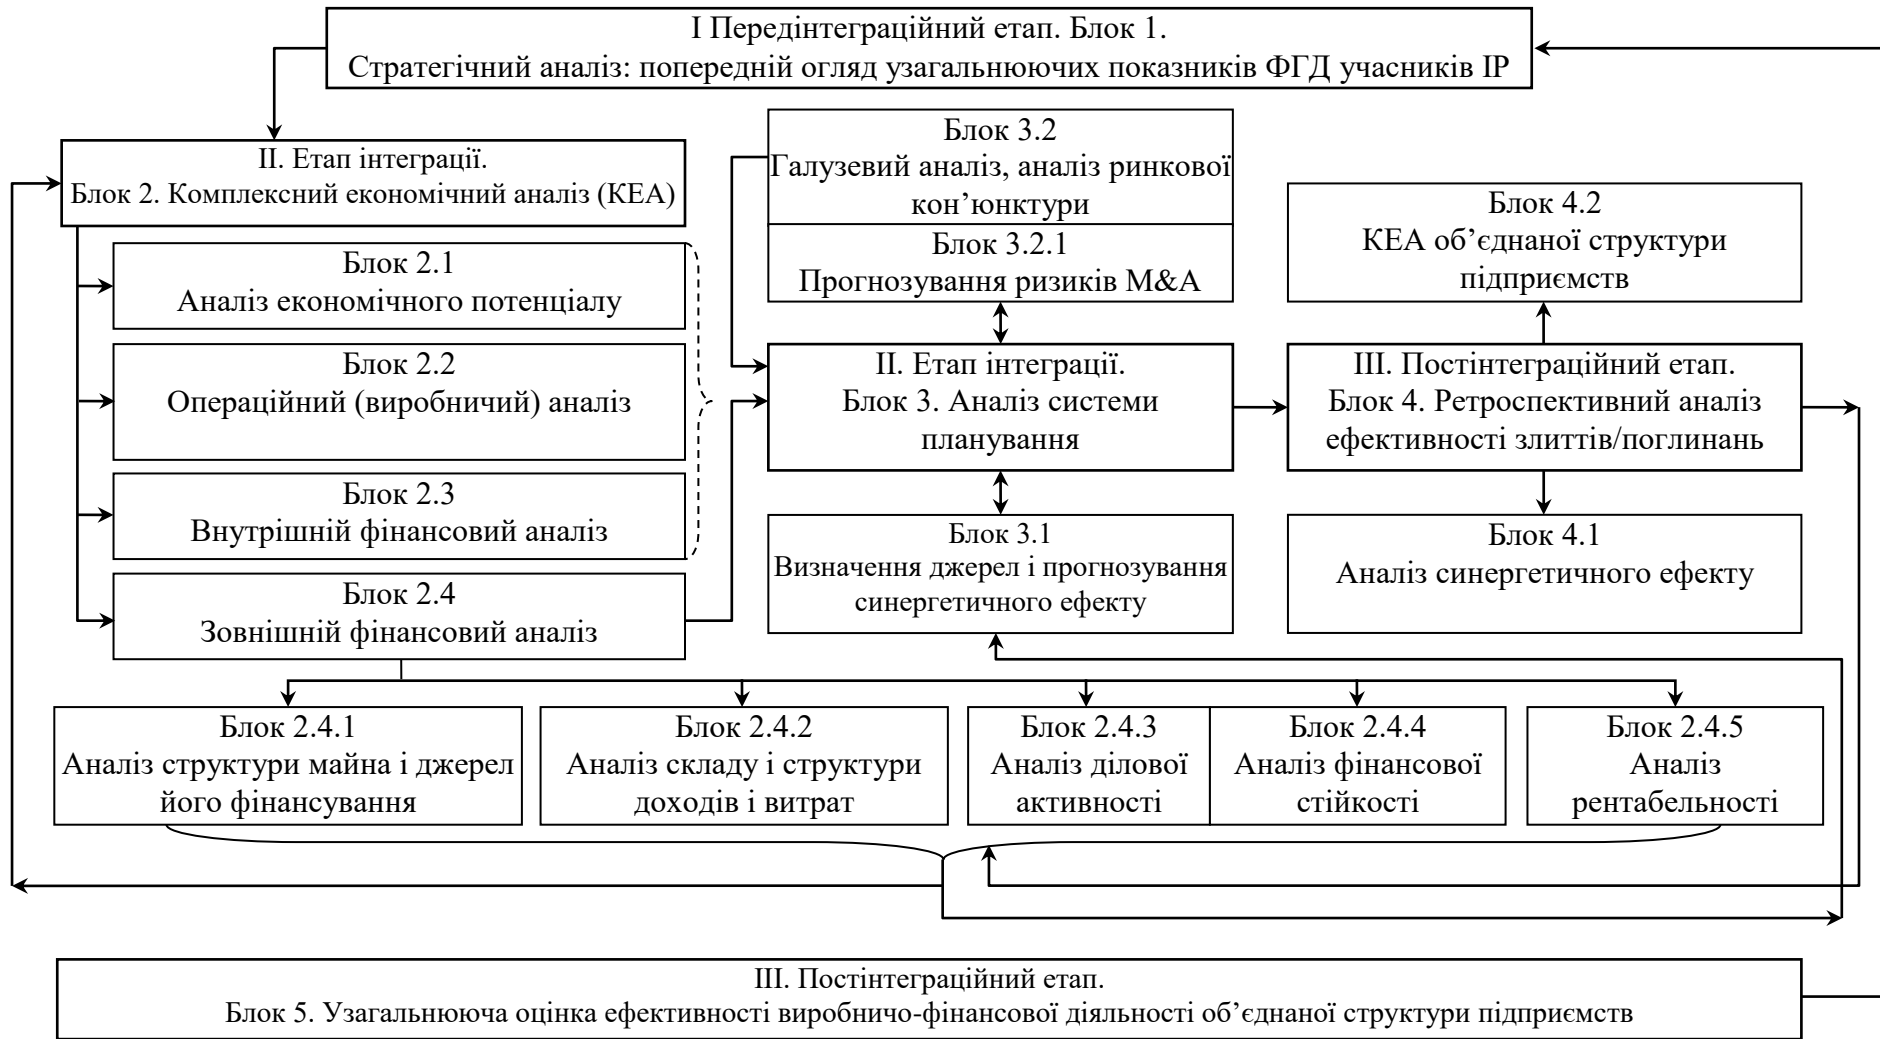 І Передінтеграційний етап. Блок 1.
Стратегічний аналіз: попередній огляд узагальнюючих показників ФГД учасників ІР
ІІ. Етап інтеграції.
Блок 2. Комплексний економічний аналіз (КЕА)
Блок 2.1
Аналіз економічного потенціалу
Блок 2.2
Операційний (виробничий) аналіз
Блок 2.3
Внутрішній фінансовий аналіз
Блок 2.4
Зовнішній фінансовий аналіз
Блок 3.2
Галузевий аналіз, аналіз ринкової
кон’юнктури
Блок 3.2.1
Прогнозування ризиків M&A
ІІ. Етап інтеграції.
Блок 3. Аналіз системи
планування
Блок 3.1
Визначення джерел і прогнозування
синергетичного ефекту
Блок 4.2
КЕА об’єднаної структури
підприємств
ІІІ. Постінтеграційний етап.
Блок 4. Ретроспективний аналіз
ефективності злиттів/поглинань
Блок 4.1
Аналіз синергетичного ефекту
Блок 2.4.1
Аналіз структури майна і джерел
його фінансування
Блок 2.4.2
Аналіз складу і структури
доходів і витрат
Блок 2.4.3
Аналіз ділової
активності
Блок 2.4.4
Аналіз фінансової
стійкості
Блок 2.4.5
Аналіз
рентабельності
ІІІ. Постінтеграційний етап.
Блок 5. Узагальнююча оцінка ефективності виробничо-фінансової діяльності об’єднаної структури підприємств